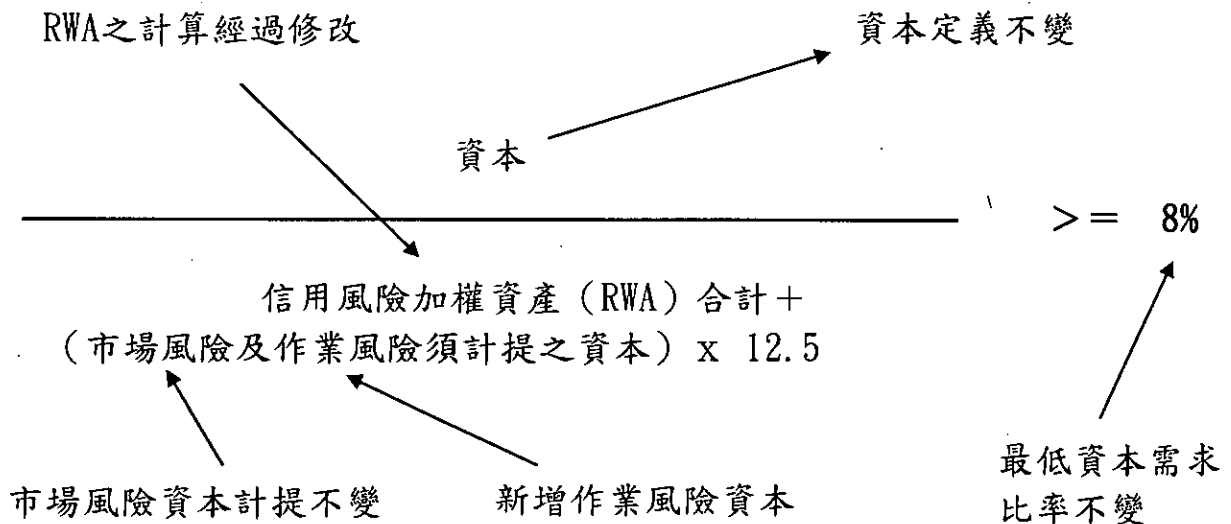 RWA之計算經過修改
資本定義不變
資本
>= 8%
信用風險加權資產（RWA）合計＋
（市場風險及作業風險須計提之資本）x 12.5
市場風險資本計提不變
新增作業風險資本
最低資本需求
比率不變